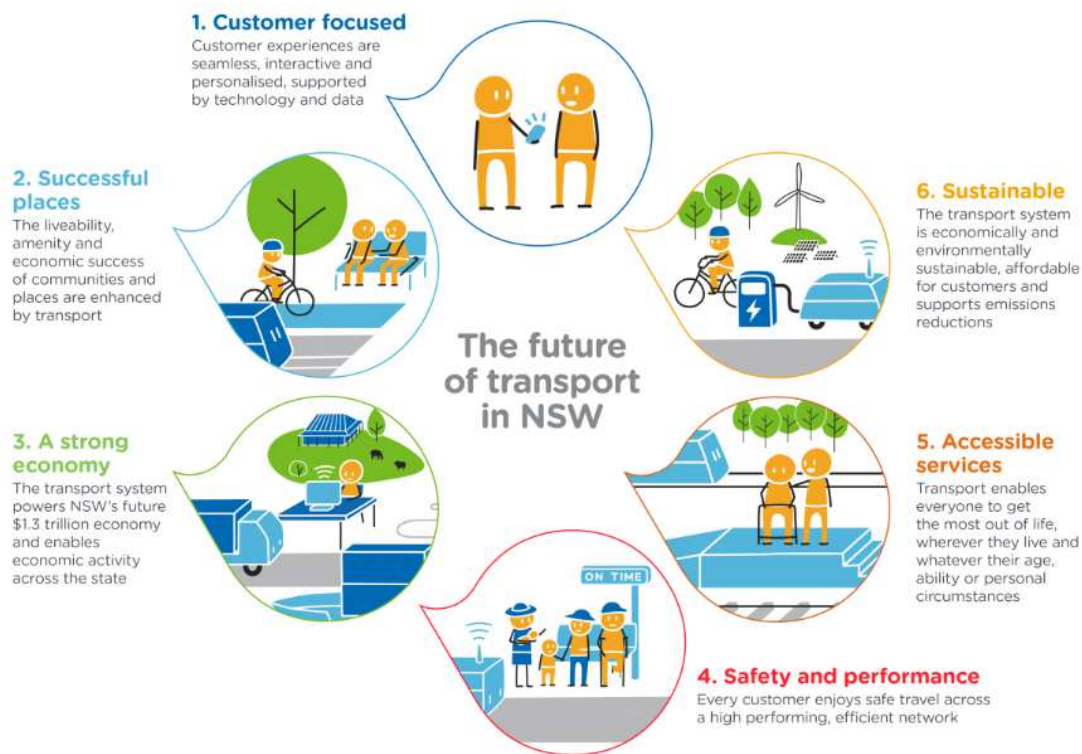 1. Customer focused
Customer experiences are
seamless, interactive and
personalised, supported
by technology and data
2. Successful
places
The liveability,
amenity and
economic success
of communities and
places are enhanced
by transport
3. A strong
economy
The transport system
powers NSW's future
$1.3 trillion economy
and enables
economic activity
across the state
The future
of transport
in NSW
ON TIME
4. Safety and performance
Every customer enjoys safe travel across
a high performing, efficient network
5. Accessible
services
Transport enables
everyone to get
the most out of life,
wherever they live and
whatever their age,
ability or personal
circumstances
6. Sustainable
The transport system
is economically and
environmentally
sustainable, affordable
for customers and
supports emissions
reductions